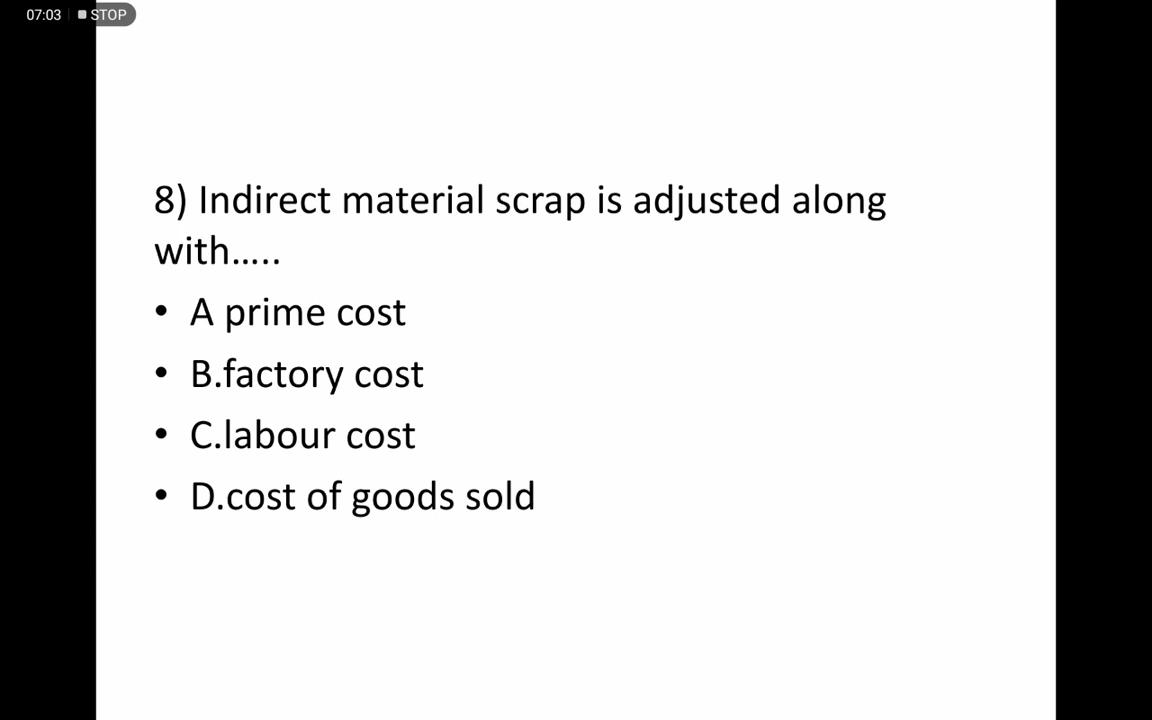 07:03 STOP
8) Indirect material scrap is adjusted along
with.....
• A prime cost
• B.factory cost
• C.labour cost
• D.cost of goods sold